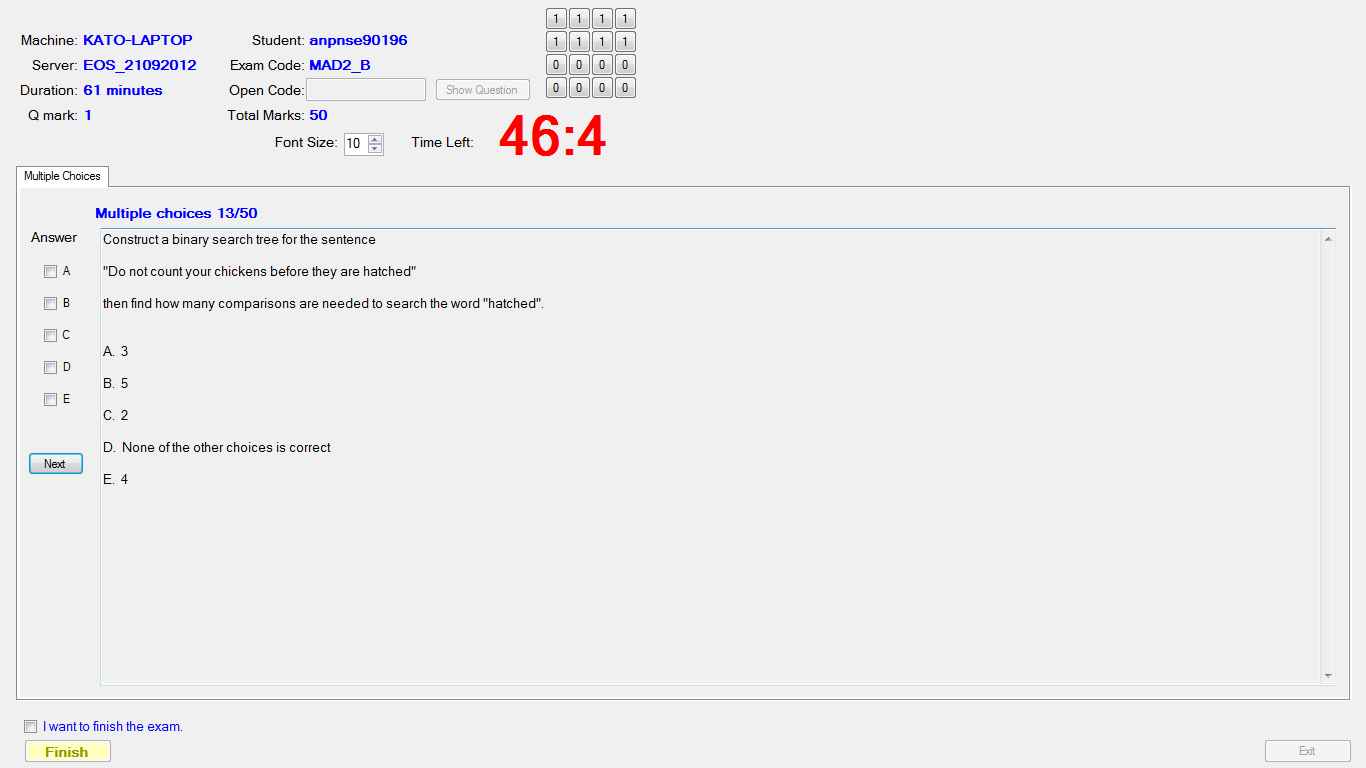 Machine: KATO-LAPTOP Student: anpnse90196
Server: EOS_21092012 Exam Code: MAD2_B
Duration: 61 minutes Open Code: Show Question
Q mark: 1 Total Marks: 50
1 1 1 1
1 1 1 1
0 0 0 0
0 0 0 0
Font Size: 10 Time Left: 46:4
Multiple Choices
Multiple choices 13/50
Answer
A
B
C
D
E
Next
Construct a binary search tree for the sentence
"Do not count your chickens before they are hatched"
then find how many comparisons are needed to search the word "hatched".
A. 3
B. 5
C. 2
D. None of the other choices is correct
E. 4
I want to finish the exam.
Finish
Exit